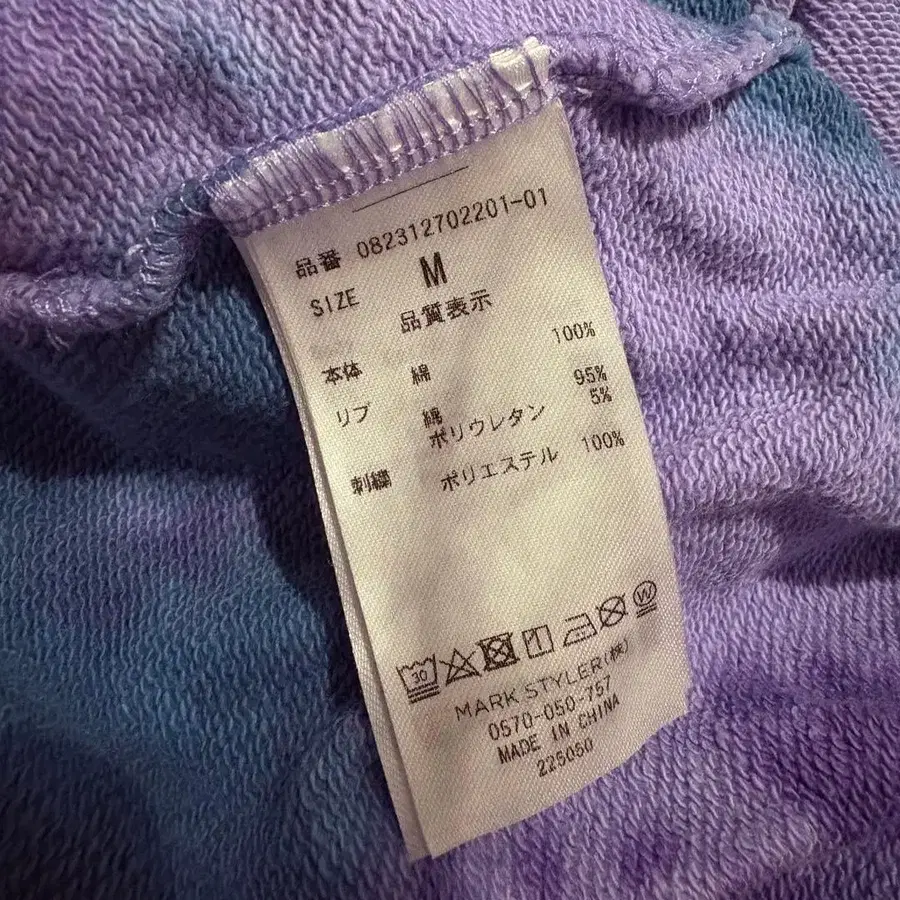 品番 082312702201-01
SIZE M
品質表示
本体 綿 100%
リブ 綿 95%
ポリウレタン 5%
刺繍 ポリエステル 100%
30 W
MARK STYLER(株)
0570-050-757
MADE IN CHINA
226060